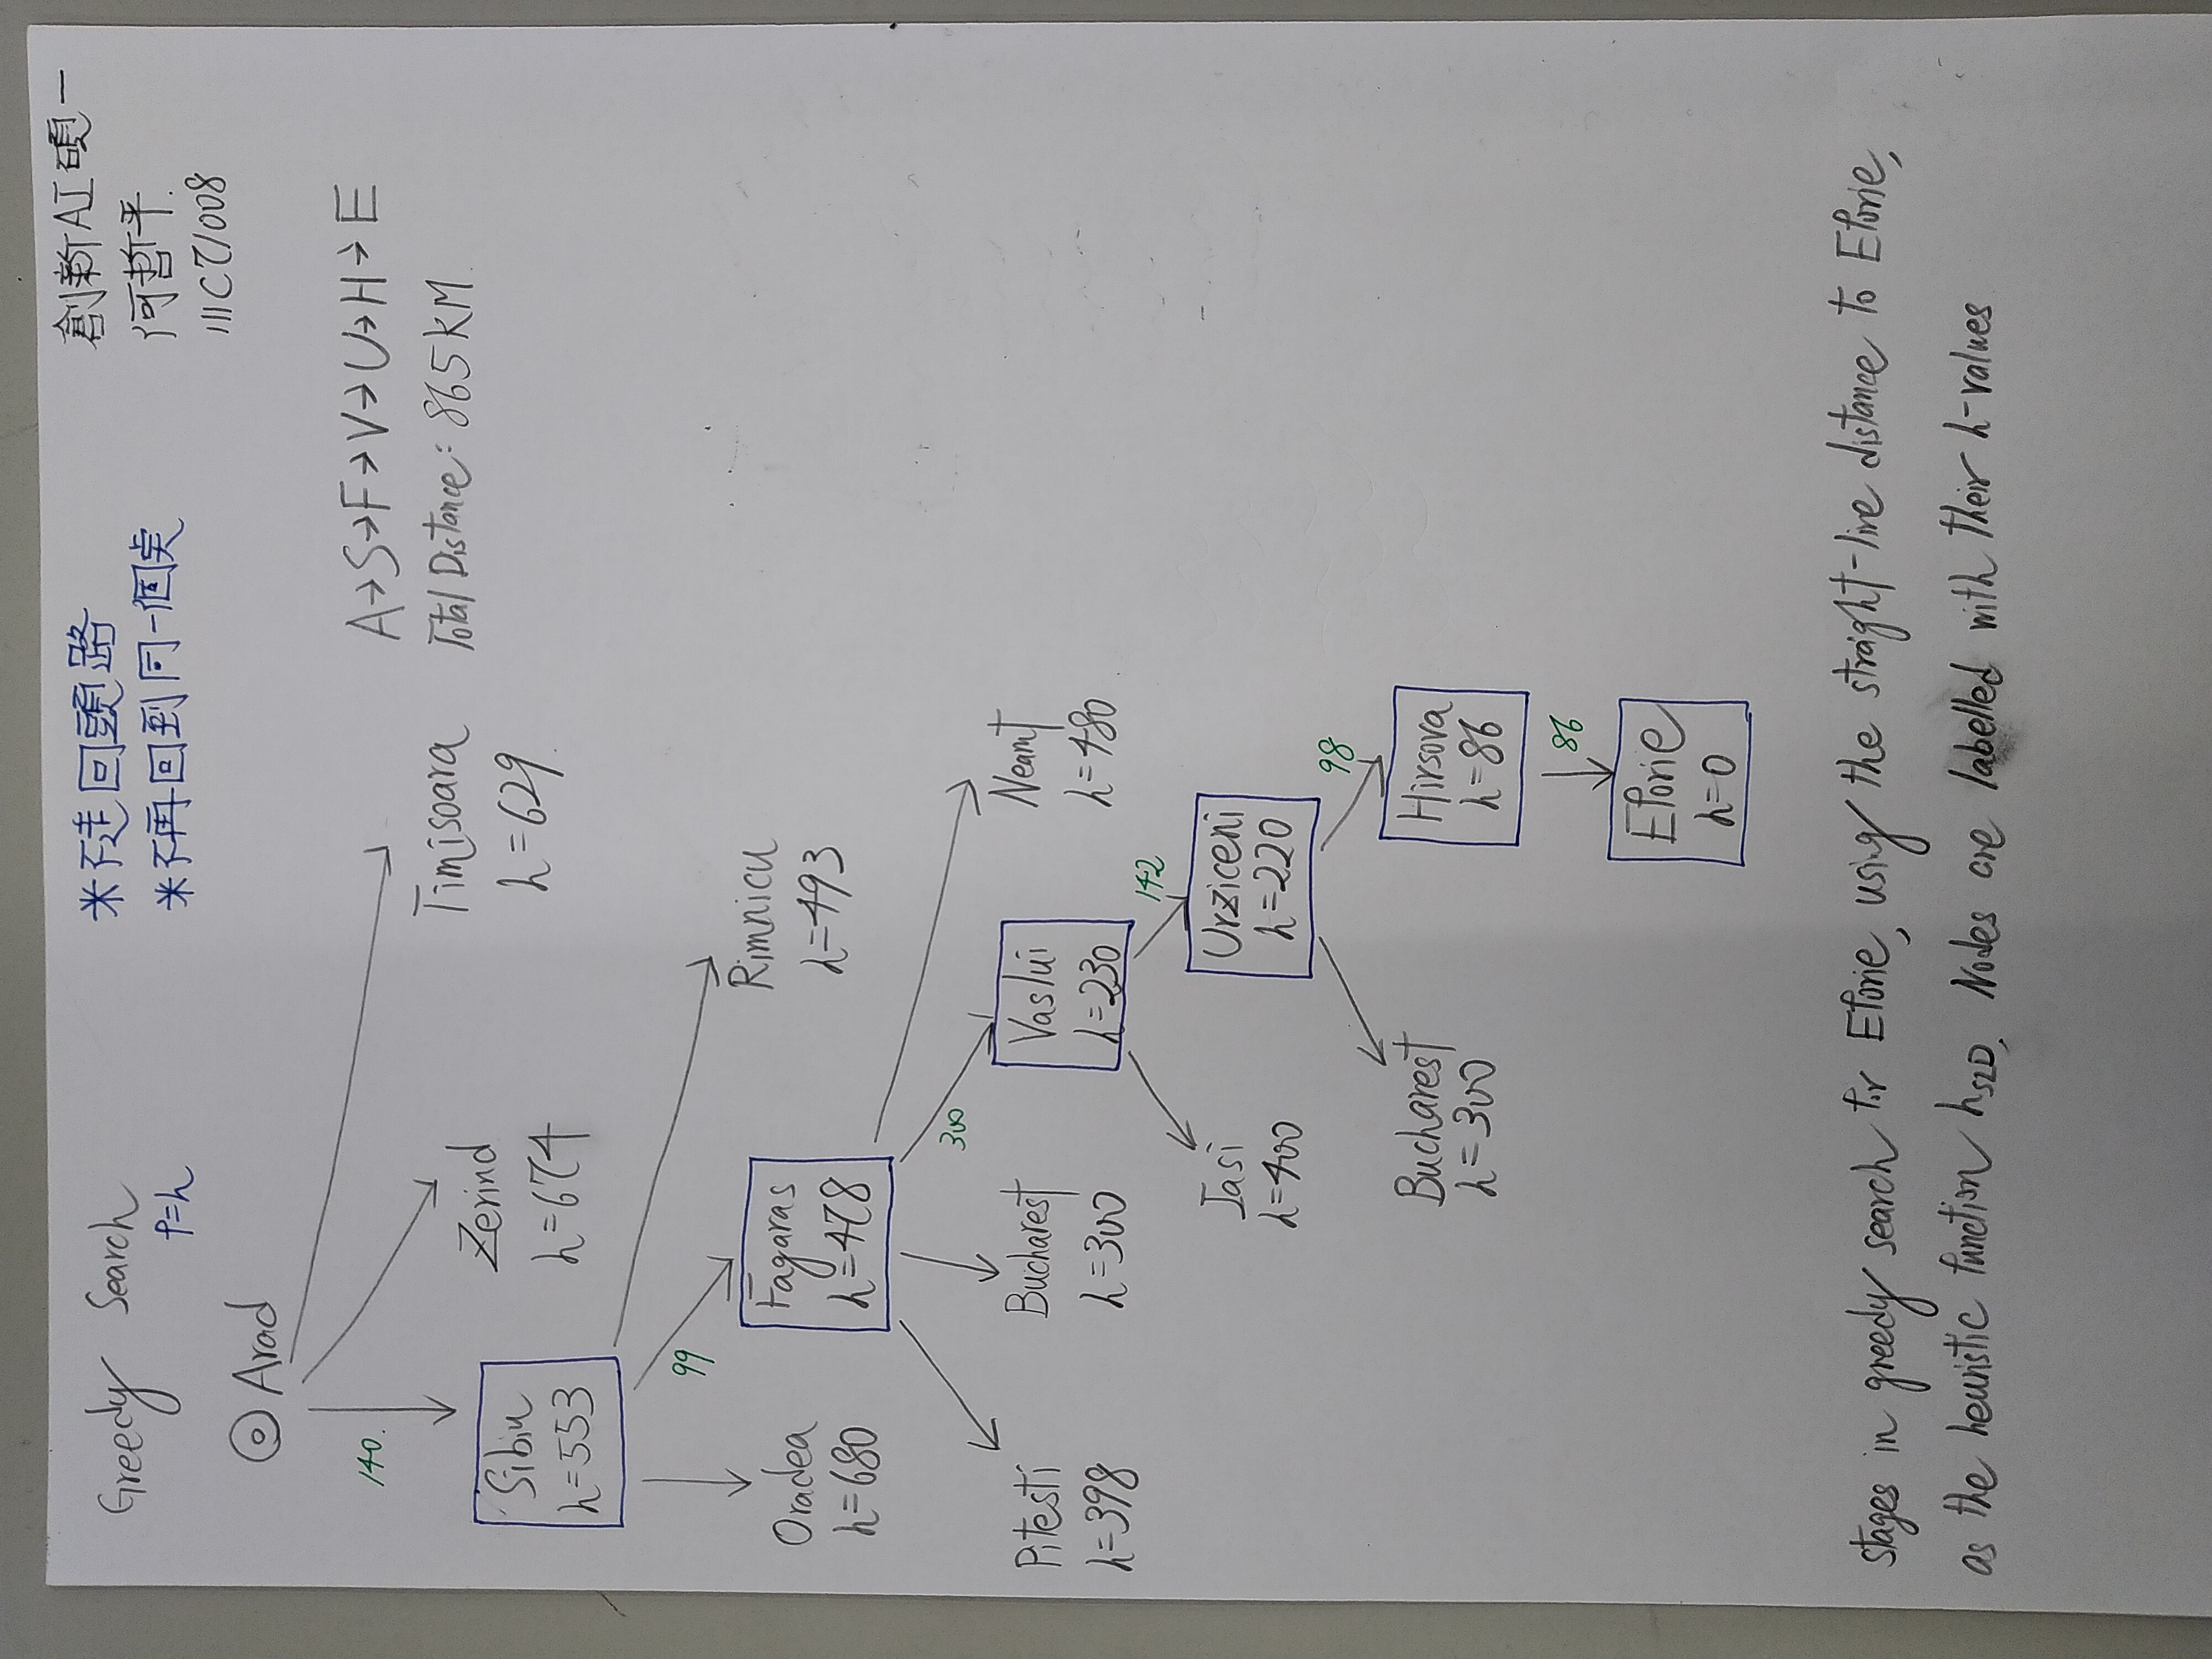 Greedy Search
f=h
*不走回頭路
*不再回到同一個點
創新AI碩一
何哲平
111C71008
Arad
A→S→F→V→U→H→E
Total Distance: 865KM
140.
Sibiu
h=553
Zerind
h=674
Timisoara
h=629
99
Oradea
h=680
Fagaras
h=478
Rimnicu
h=493
300
Pitesti
h=398
Bucharest
h=300
Vaslui
h=230
Neamt
h=480
142
Iasi
h=400
Urziceni
h=220
98
Bucharest
h=300
Hirsova
h=86
86
Eforie
h=0
stages in greedy search for Eforie, using the straight-line distance to Eforie,
as the heuristic function hSLD, Nodes are labelled with their h-values